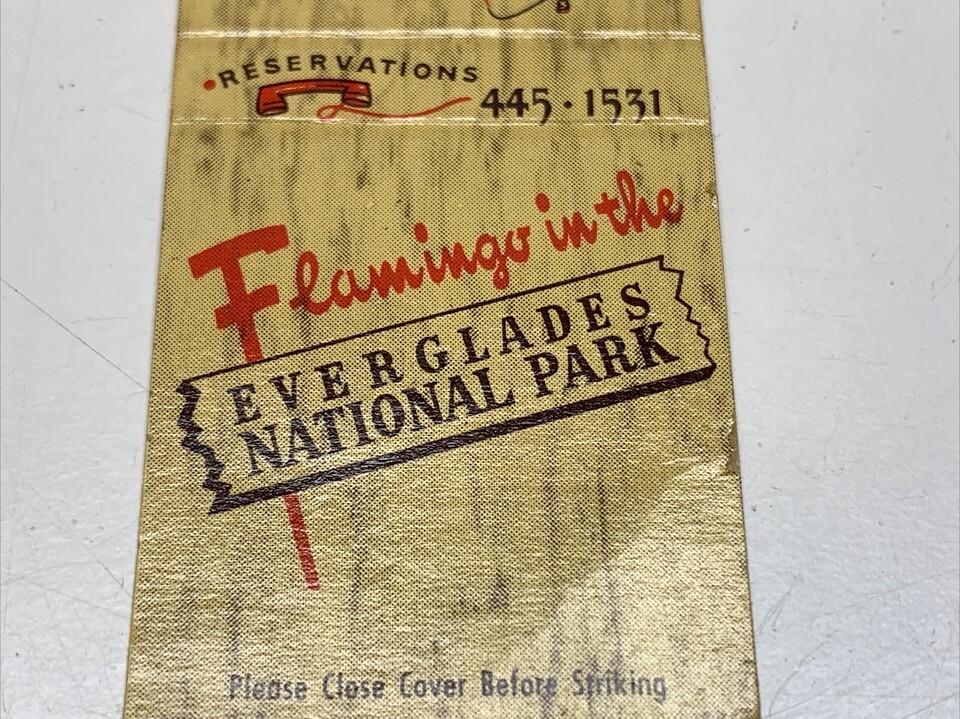 RESERVATIONS
445·1531
Flamingo in the
EVERGLADES
NATIONAL PARK
Please Close Cover Before Striking